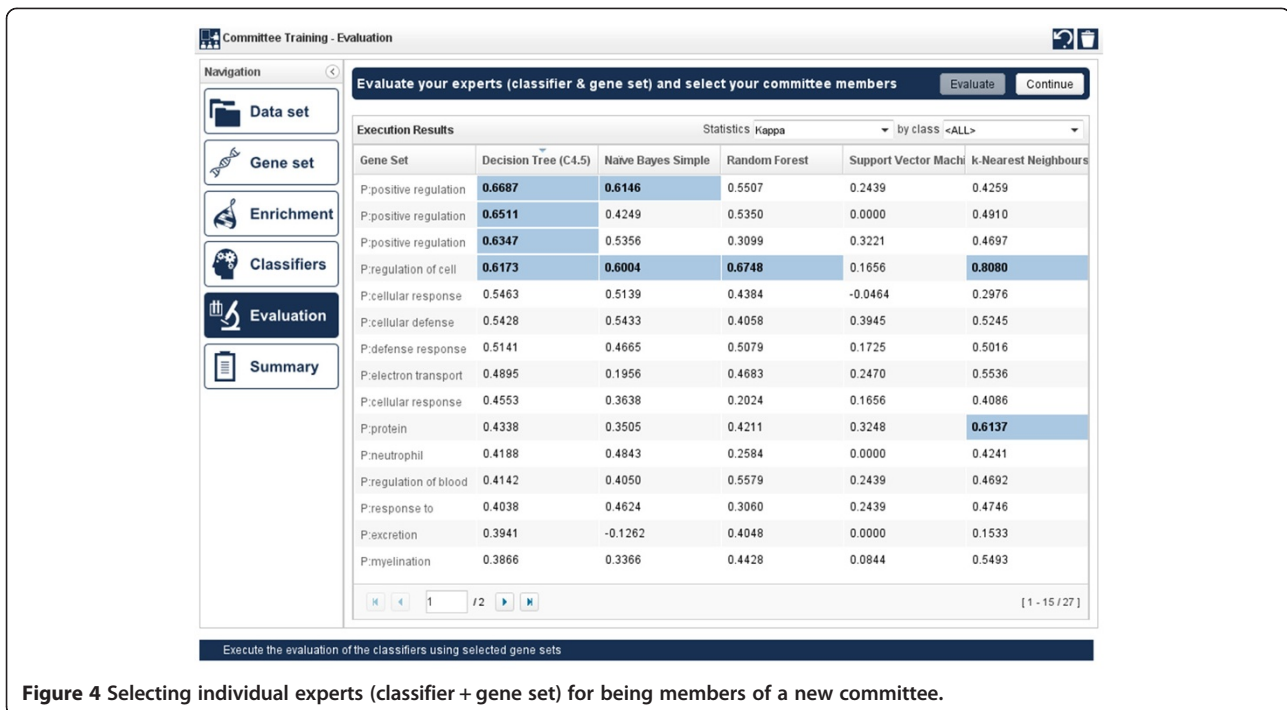 Committee Training - Evaluation
Navigation
Data set
Gene set
Enrichment
Classifiers
Evaluation
Summary
Evaluate your experts (classifier & gene set) and select your committee members
Evaluate
Continue
Execution Results
Statistics Kappa by class <ALL>
Gene Set Decision Tree (C4.5) Naïve Bayes Simple Random Forest Support Vector Machi k-Nearest Neighbours
P:positive regulation 0.6687 0.6146 0.5507 0.2439 0.4259
P:positive regulation 0.6511 0.4249 0.5350 0.0000 0.4910
P:positive regulation 0.6347 0.5356 0.3099 0.3221 0.4697
P:regulation of cell 0.6173 0.6004 0.6748 0.1656 0.8080
P:cellular response 0.5463 0.5139 0.4384 -0.0464 0.2976
P:cellular defense 0.5428 0.5433 0.4058 0.3945 0.5245
P:defense response 0.5141 0.4665 0.5079 0.1725 0.5016
P:electron transport 0.4895 0.1956 0.4683 0.2470 0.5536
P:cellular response 0.4553 0.3638 0.2024 0.1656 0.4086
P:protein 0.4338 0.3505 0.4211 0.3248 0.6137
P:neutrophil 0.4188 0.4843 0.2584 0.0000 0.4241
P:regulation of blood 0.4142 0.4050 0.5579 0.2439 0.4692
P:response to 0.4038 0.4624 0.3060 0.2439 0.4746
P:excretion 0.3941 -0.1262 0.4048 0.0000 0.1533
P:myelination 0.3866 0.3366 0.4428 0.0844 0.5493
1 / 2
[ 1 - 15 / 27 ]
Execute the evaluation of the classifiers using selected gene sets
Figure 4 Selecting individual experts (classifier + gene set) for being members of a new committee.